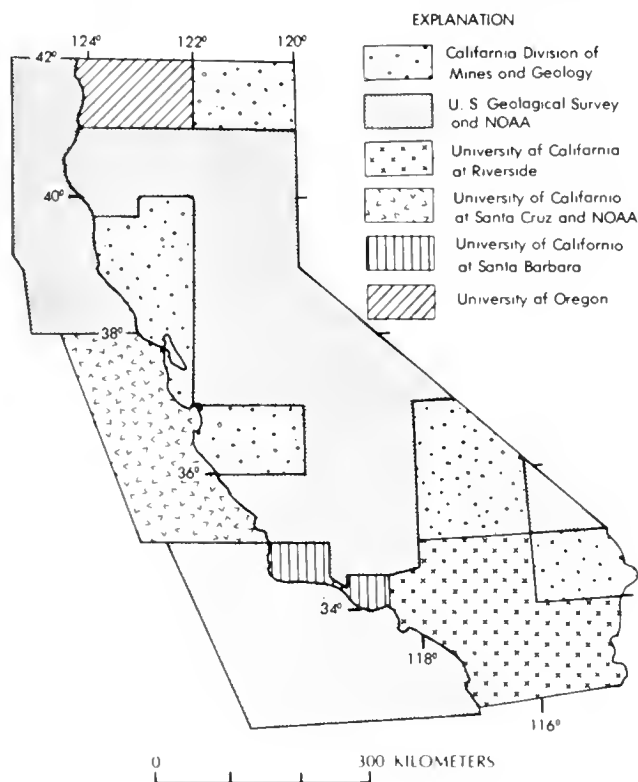 EXPLANATION
124° 122° 120°
42°
California Division of
Mines and Geology
U. S Geological Survey
and NOAA
University of California
at Riverside
40°
University of California
at Santa Cruz and NOAA
University of California
at Santa Barbara
University of Oregon
38°
36°
34°
118°
116°
0 300 KILOMETERS